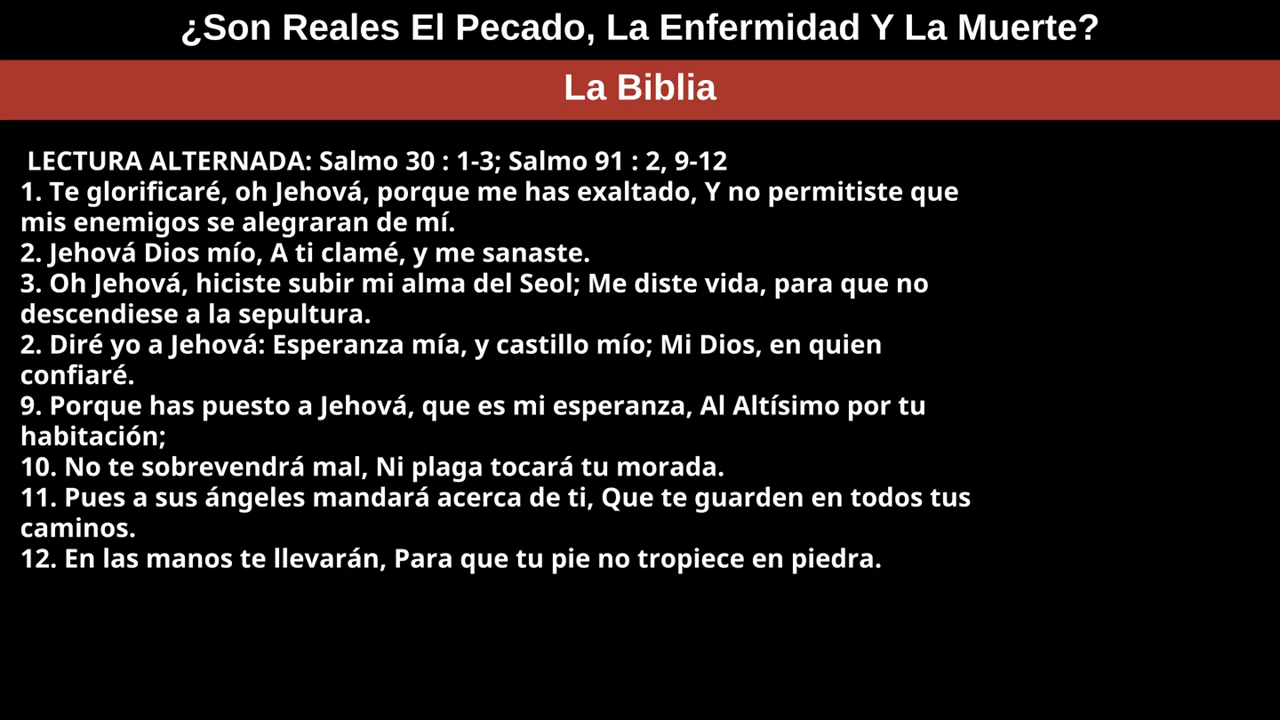 ¿Son Reales El Pecado, La Enfermidad Y La Muerte?
La Biblia
LECTURA ALTERNADA: Salmo 30 : 1-3; Salmo 91 : 2, 9-12
1. Te glorificaré, oh Jehová, porque me has exaltado, Y no permitiste que
mis enemigos se alegraran de mí.
2. Jehová Dios mío, A ti clamé, y me sanaste.
3. Oh Jehová, hiciste subir mi alma del Seol; Me diste vida, para que no
descendiese a la sepultura.
2. Diré yo a Jehová: Esperanza mía, y castillo mío; Mi Dios, en quien
confiaré.
9. Porque has puesto a Jehová, que es mi esperanza, Al Altísimo por tu
habitación;
10. No te sobrevendrá mal, Ni plaga tocará tu morada.
11. Pues a sus ángeles mandará acerca de ti, Que te guarden en todos tus
caminos.
12. En las manos te llevarán, Para que tu pie no tropiece en piedra.